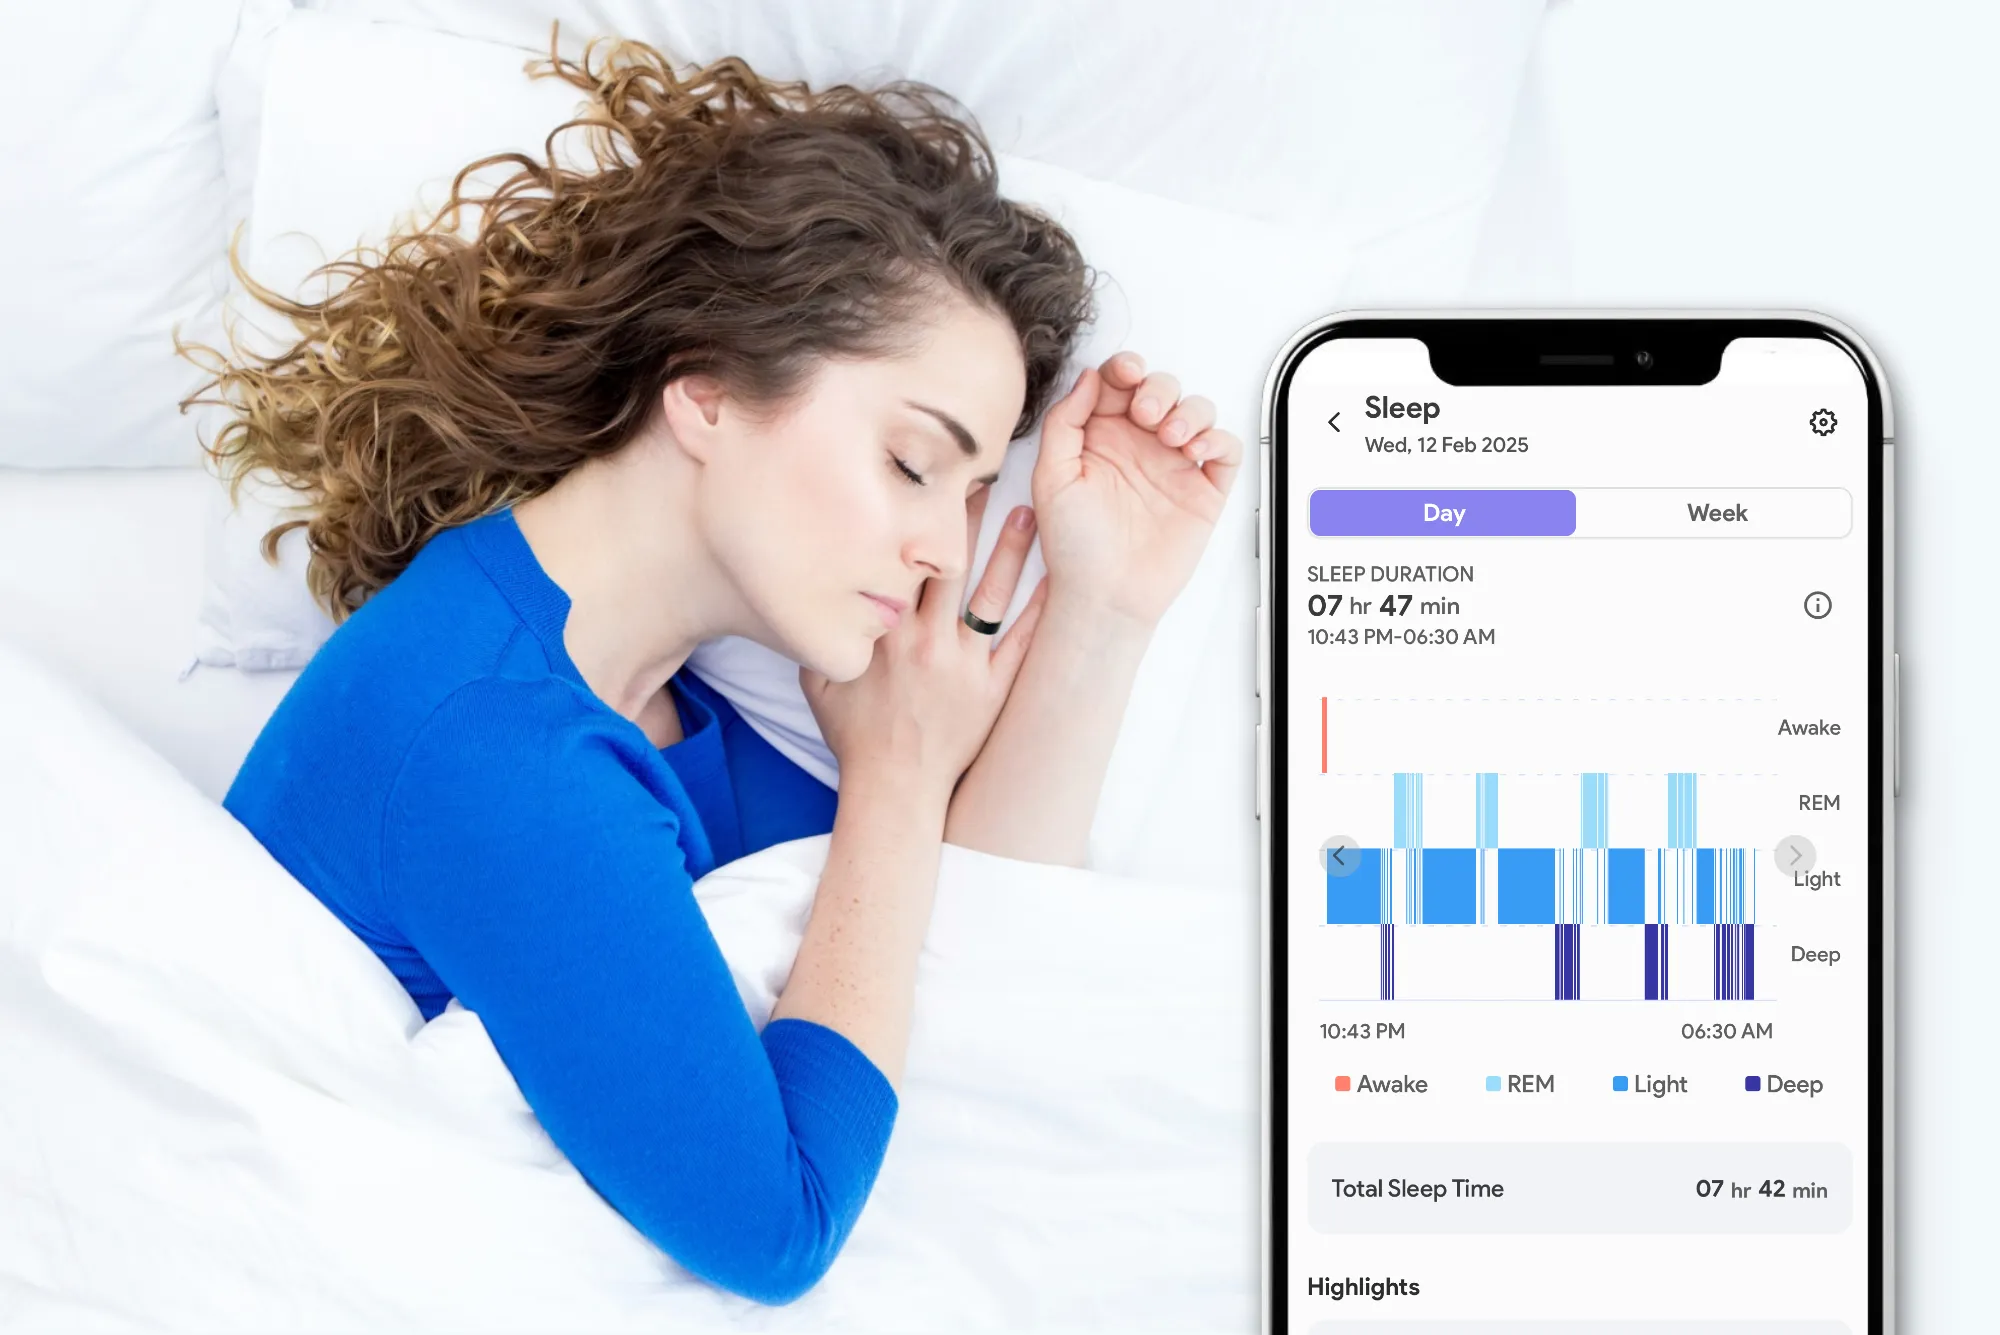 Sleep
Wed, 12 Feb 2025
Day Week
SLEEP DURATION
07 hr 47 min
10:43 PM-06:30 AM
Awake
REM
Light
Deep
10:43 PM 06:30 AM
Awake REM Light Deep
Total Sleep Time 07 hr 42 min
Highlights